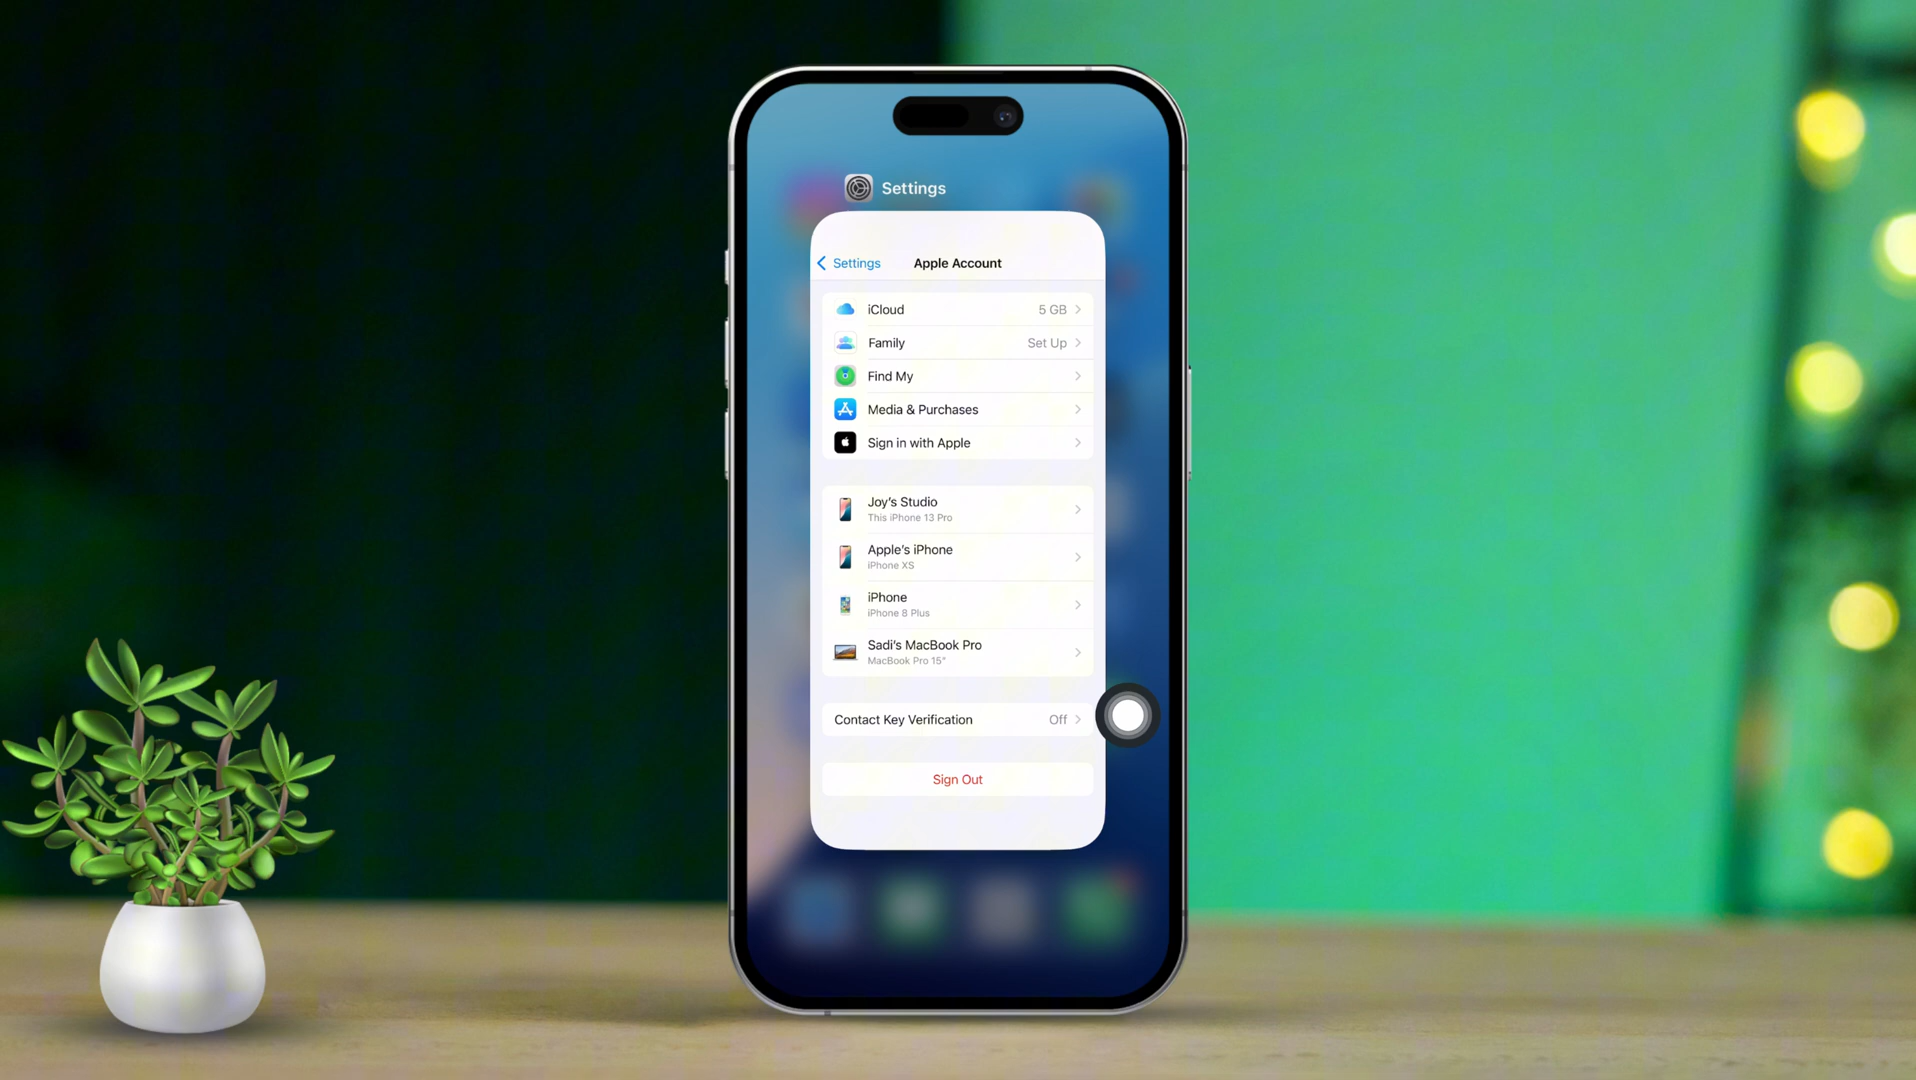 Settings
Settings
Apple Account
iCloud 5 GB
Family Set Up
Find My
Media & Purchases
Sign in with Apple
Joy's Studio
This iPhone 13 Pro
Apple's iPhone
iPhone XS
iPhone
iPhone 8 Plus
Sadi's MacBook Pro
MacBook Pro 15"
Contact Key Verification Off
Sign Out